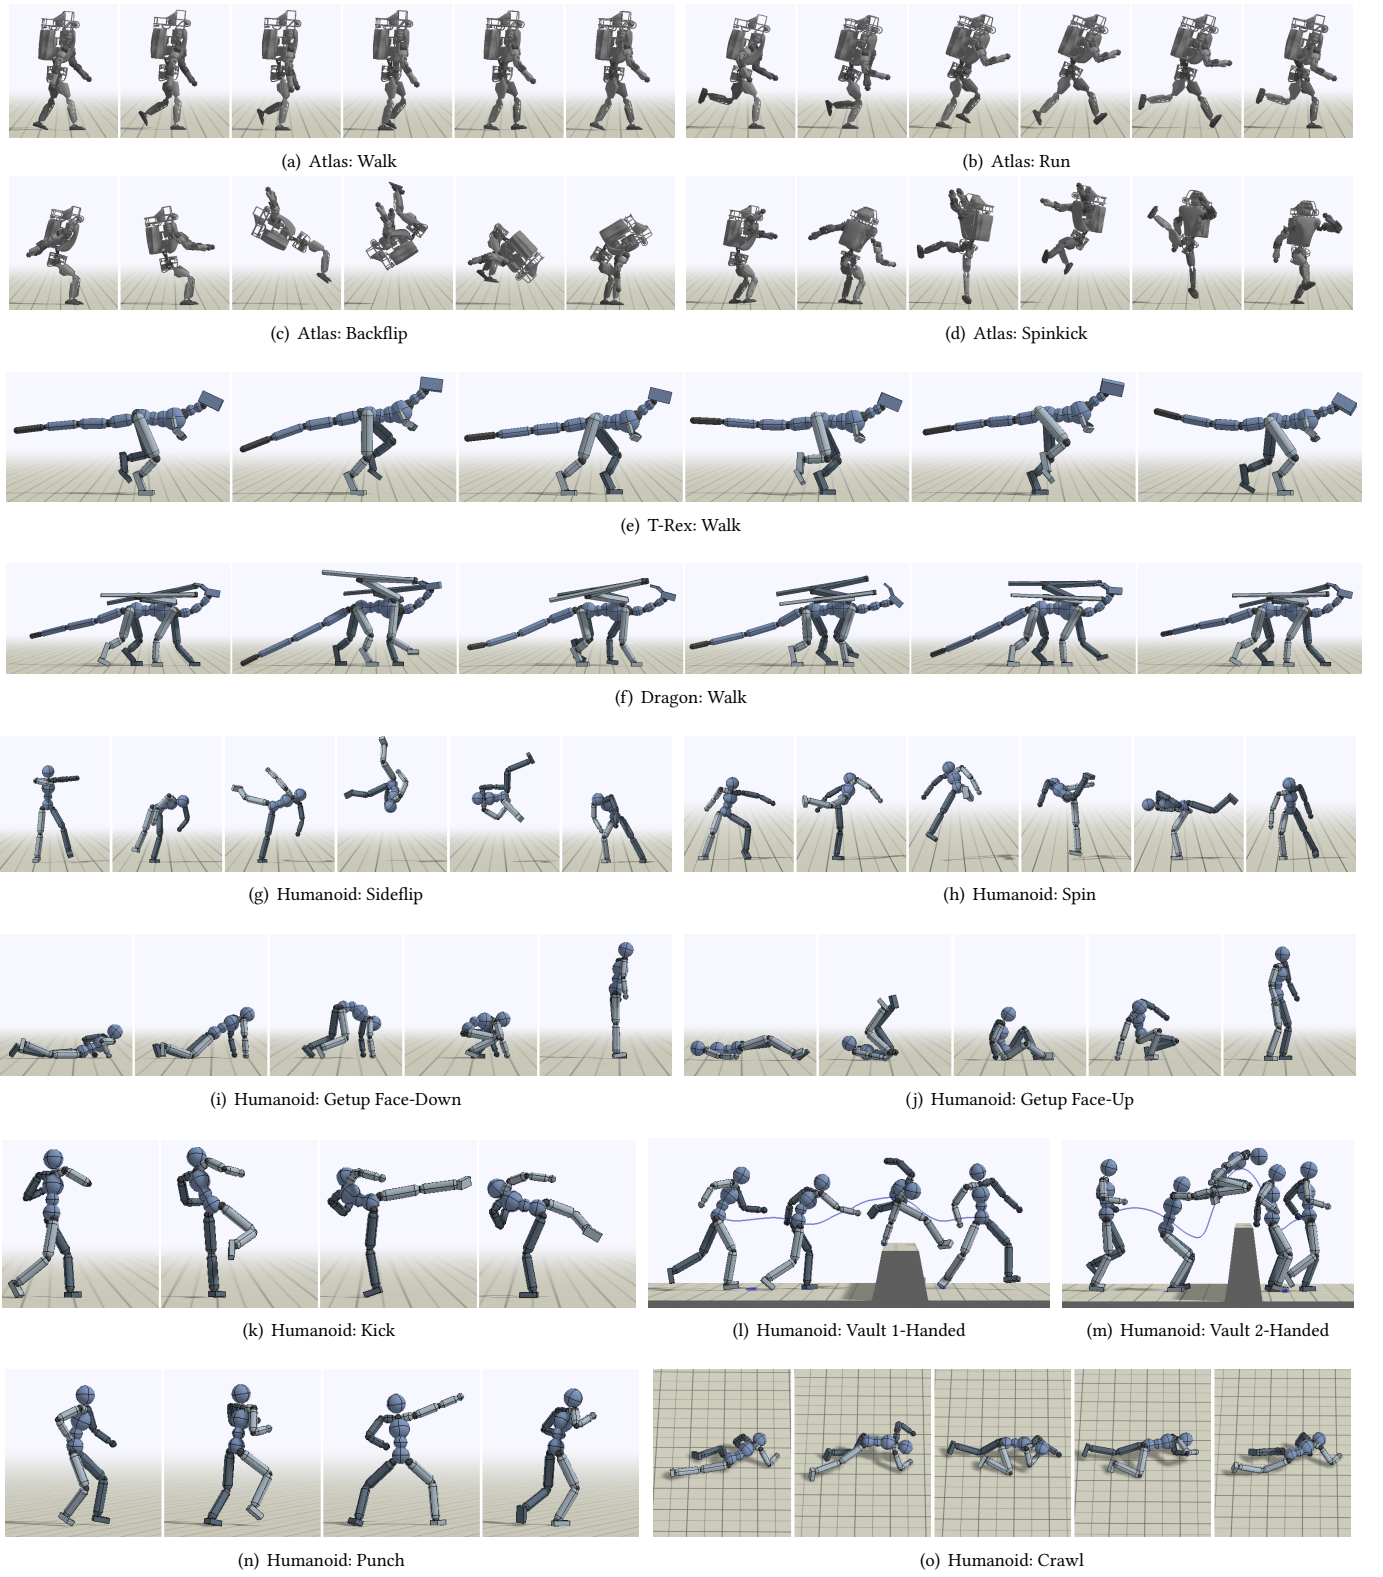 (a) Atlas: Walk
(b) Atlas: Run
(c) Atlas: Backflip
(d) Atlas: Spinkick
(e) T-Rex: Walk
(f) Dragon: Walk
(g) Humanoid: Sideflip
(h) Humanoid: Spin
(i) Humanoid: Getup Face-Down
(j) Humanoid: Getup Face-Up
(k) Humanoid: Kick
(l) Humanoid: Vault 1-Handed
(m) Humanoid: Vault 2-Handed
(n) Humanoid: Punch
(o) Humanoid: Crawl